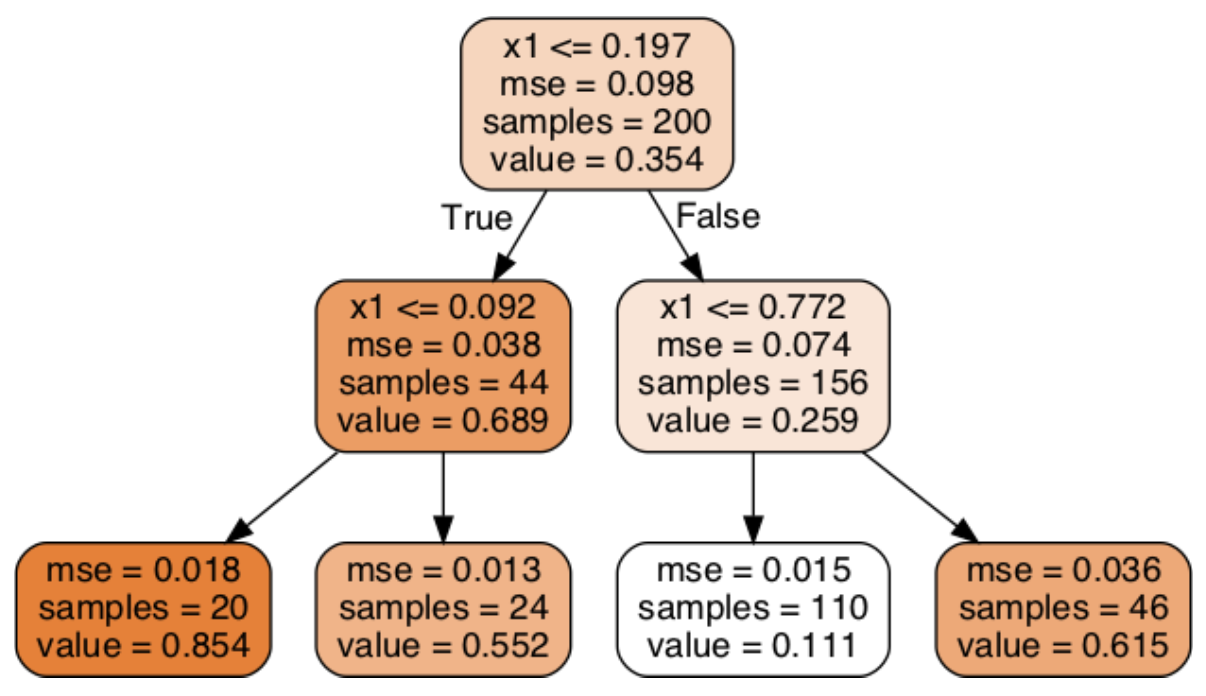 x1 <= 0.197
mse = 0.098
samples = 200
value = 0.354
True
False
x1 <= 0.092
mse = 0.038
samples = 44
value = 0.689
x1 <= 0.772
mse = 0.074
samples = 156
value = 0.259
mse = 0.018
samples = 20
value = 0.854
mse = 0.013
samples = 24
value = 0.552
mse = 0.015
samples = 110
value = 0.111
mse = 0.036
samples = 46
value = 0.615